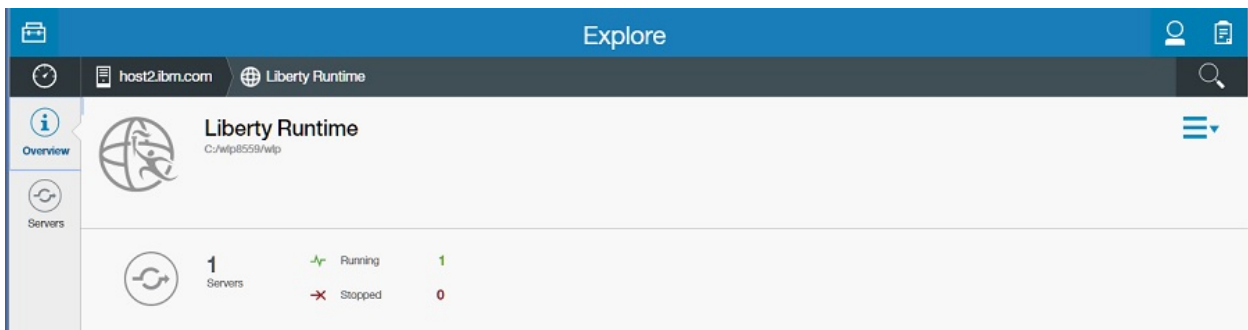 Explore
host2.ibm.com Liberty Runtime
Overview
Liberty Runtime
C:/wlp8559/wlp
Servers
1 Servers
Running 1
Stopped 0